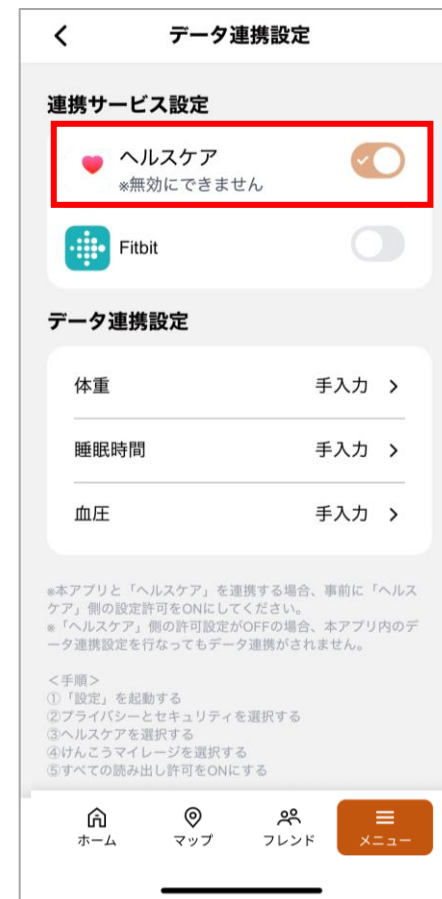 データ連携設定
連携サービス設定
ヘルスケア
※無効にできません
Fitbit
データ連携設定
体重 手入力
睡眠時間 手入力
血圧 手入力
※本アプリと「ヘルスケア」を連携する場合、事前に「ヘルス
ケア」側の設定許可をONにしてください。
※「ヘルスケア」側の許可設定がOFFの場合、本アプリ内のデ
ータ連携設定を行なってもデータ連携がされません。
<手順>
①「設定」を起動する
②プライバシーとセキュリティを選択する
③ヘルスケアを選択する
④けんこうマイレージを選択する
⑤すべての読み出し許可をONにする
ホーム マップ フレンド メニュー